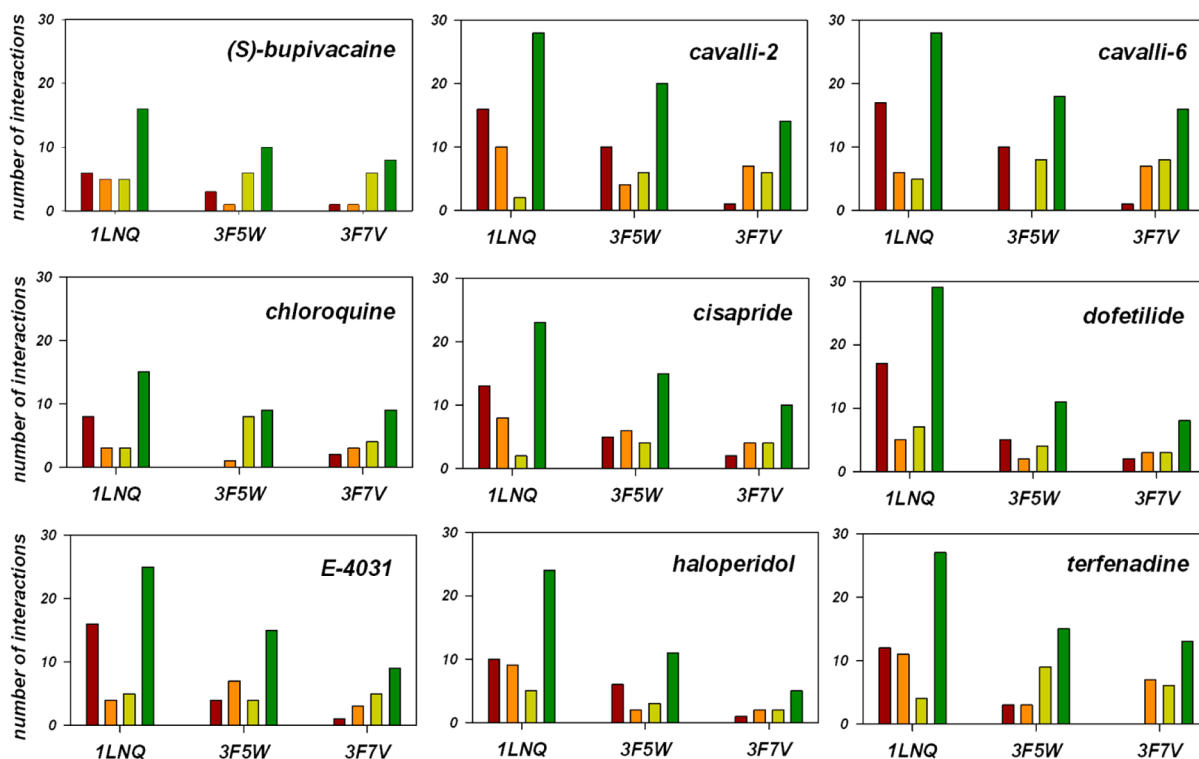 number of interactions
30
20
10
0
(S)-bupivacaine
1LNQ 3F5W 3F7V
30
20
10
0
cavalli-2
1LNQ 3F5W 3F7V
30
20
10
0
cavalli-6
1LNQ 3F5W 3F7V
number of interactions
30
20
10
0
chloroquine
1LNQ 3F5W 3F7V
30
20
10
0
cisapride
1LNQ 3F5W 3F7V
30
20
10
0
dofetilide
1LNQ 3F5W 3F7V
number of interactions
30
20
10
0
E-4031
1LNQ 3F5W 3F7V
30
20
10
0
haloperidol
1LNQ 3F5W 3F7V
30
20
10
0
terfenadine
1LNQ 3F5W 3F7V